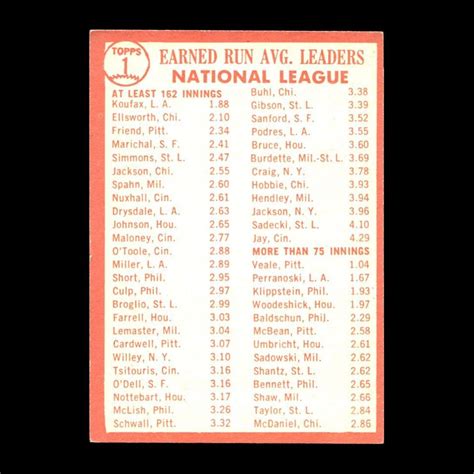 TOPPS
1
EARNED RUN AVG. LEADERS
NATIONAL LEAGUE
AT LEAST 162 INNINGS
Koufax, L. A. 1.88
Ellsworth, Chi. 2.10
Friend, Pitt. 2.34
Marichal, S. F. 2.41
Simmons, St. L. 2.47
Jackson, Chi. 2.55
Spahn, Mil. 2.60
Nuxhall, Cin. 2.61
Drysdale, L. A. 2.63
Johnson, Hou. 2.65
Maloney, Cin. 2.77
O'Toole, Cin. 2.88
Miller, L. A. 2.89
Short, Phil. 2.95
Culp, Phil. 2.97
Broglio, St. L. 2.99
Farrell, Hou. 3.03
Lemaster, Mil. 3.04
Cardwell, Pitt. 3.07
Willey, N. Y. 3.10
Tsitouris, Cin. 3.16
O'Dell, S. F. 3.16
Nottebart, Hou. 3.17
McLish, Phil. 3.26
Schwall, Pitt. 3.32
Buhl, Chi. 3.38
Gibson, St. L. 3.39
Sanford, S. F. 3.52
Podres, L. A. 3.55
Bruce, Hou. 3.60
Burdette, Mil.-St. L. 3.69
Craig, N. Y. 3.78
Hobbie, Chi. 3.93
Hendley, Mil. 3.94
Jackson, N. Y. 3.96
Sadecki, St. L. 4.10
Jay, Cin. 4.29
MORE THAN 75 INNINGS
Veale, Pitt. 1.04
Perranoski, L. A. 1.67
Klippstein, Phil. 1.93
Woodeshick, Hou. 1.97
Baldschun, Phil. 2.30
McBean, Pitt. 2.58
Umbricht, Hou. 2.61
Sadowski, Mil. 2.62
Shantz, St. L. 2.62
Bennett, Phil. 2.65
Shaw, Mil. 2.66
Taylor, St. L. 2.84
McDaniel, Chi. 2.86